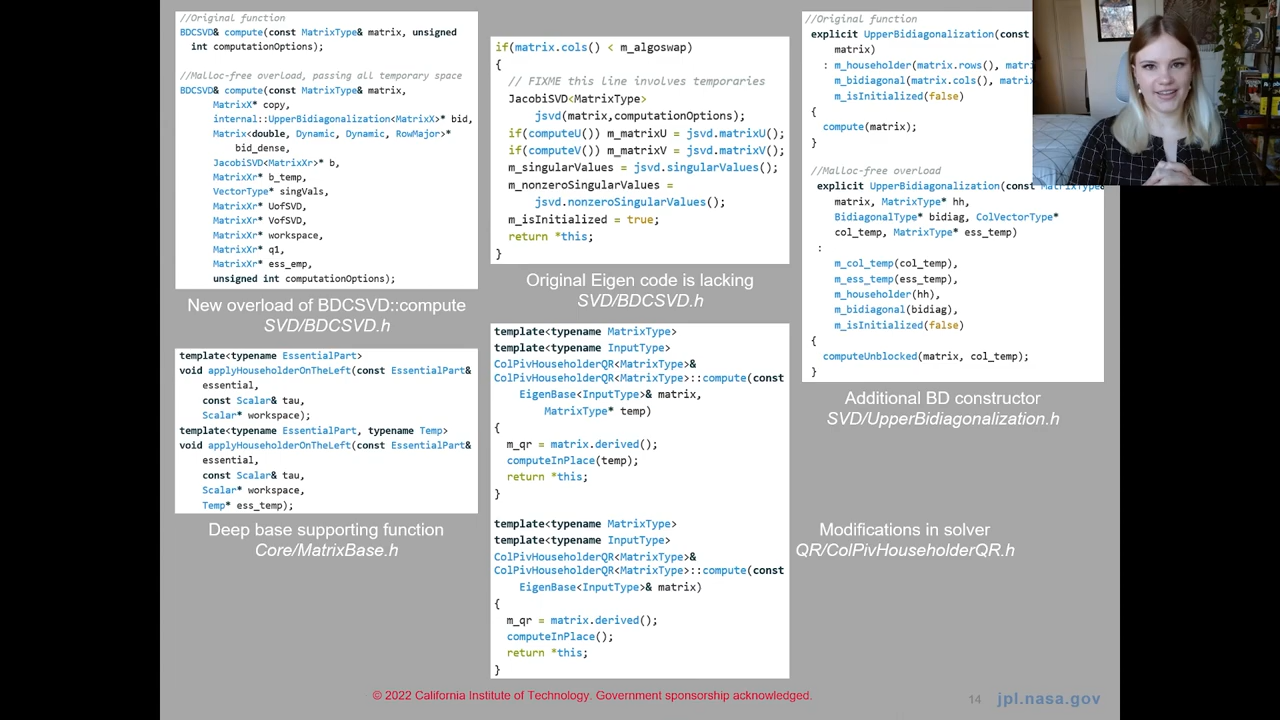 //Original function
BDCSVD& compute(const MatrixType& matrix, unsigned
int computationOptions);
//Malloc-free overload, passing all temporary space
BDCSVD& compute(const MatrixType& matrix,
MatrixX* copy,
internal::UpperBidiagonalization<MatrixX>* bid,
Matrix<double, Dynamic, Dynamic, RowMajor>*
bid_dense,
JacobiSVD<MatrixXr>* b,
MatrixXr* b_temp,
VectorType* singVals,
MatrixXr* UofSVD,
MatrixXr* VofSVD,
MatrixXr* workspace,
MatrixXr* q1,
MatrixXr* ess_emp,
unsigned int computationOptions);
New overload of BDCSVD::compute
SVD/BDCSVD.h
template<typename EssentialPart>
void applyHouseholderOnTheLeft(const EssentialPart&
essential,
const Scalar& tau,
Scalar* workspace);
template<typename EssentialPart, typename Temp>
void applyHouseholderOnTheLeft(const EssentialPart&
essential,
const Scalar& tau,
Scalar* workspace,
Temp* ess_temp);
Deep base supporting function
Core/MatrixBase.h
if(matrix.cols() < m_algoswap)
{
// FIXME this line involves temporaries
JacobiSVD<MatrixType>
jsvd(matrix,computationOptions);
if(computeU()) m_matrixU = jsvd.matrixU();
if(computeV()) m_matrixV = jsvd.matrixV();
m_singularValues = jsvd.singularValues();
m_nonzeroSingularValues =
jsvd.nonzeroSingularValues();
m_isInitialized = true;
return *this;
}
Original Eigen code is lacking
SVD/BDCSVD.h
template<typename MatrixType>
template<typename InputType>
ColPivHouseholderQR<MatrixType>&
ColPivHouseholderQR<MatrixType>::compute(const
EigenBase<InputType>& matrix,
MatrixType* temp)
{
m_qr = matrix.derived();
computeInPlace(temp);
return *this;
}
template<typename MatrixType>
template<typename InputType>
ColPivHouseholderQR<MatrixType>&
ColPivHouseholderQR<MatrixType>::compute(const
EigenBase<InputType>& matrix)
{
m_qr = matrix.derived();
computeInPlace();
return *this;
}
//Original function
explicit UpperBidiagonalization(const
matrix)
: m_householder(matrix.rows(), matri
m_bidiagonal(matrix.cols(), matrix
m_isInitialized(false)
{
compute(matrix);
}
//Malloc-free overload
explicit UpperBidiagonalization(const MatrixType&
matrix, MatrixType* hh,
BidiagonalType* bidiag, ColVectorType*
col_temp, MatrixType* ess_temp)
:
m_col_temp(col_temp),
m_ess_temp(ess_temp),
m_householder(hh),
m_bidiagonal(bidiag),
m_isInitialized(false)
{
computeUnblocked(matrix, col_temp);
}
Additional BD constructor
SVD/UpperBidiagonalization.h
Modifications in solver
QR/ColPivHouseholderQR.h
© 2022 California Institute of Technology. Government sponsorship acknowledged.
14 jpl.nasa.gov